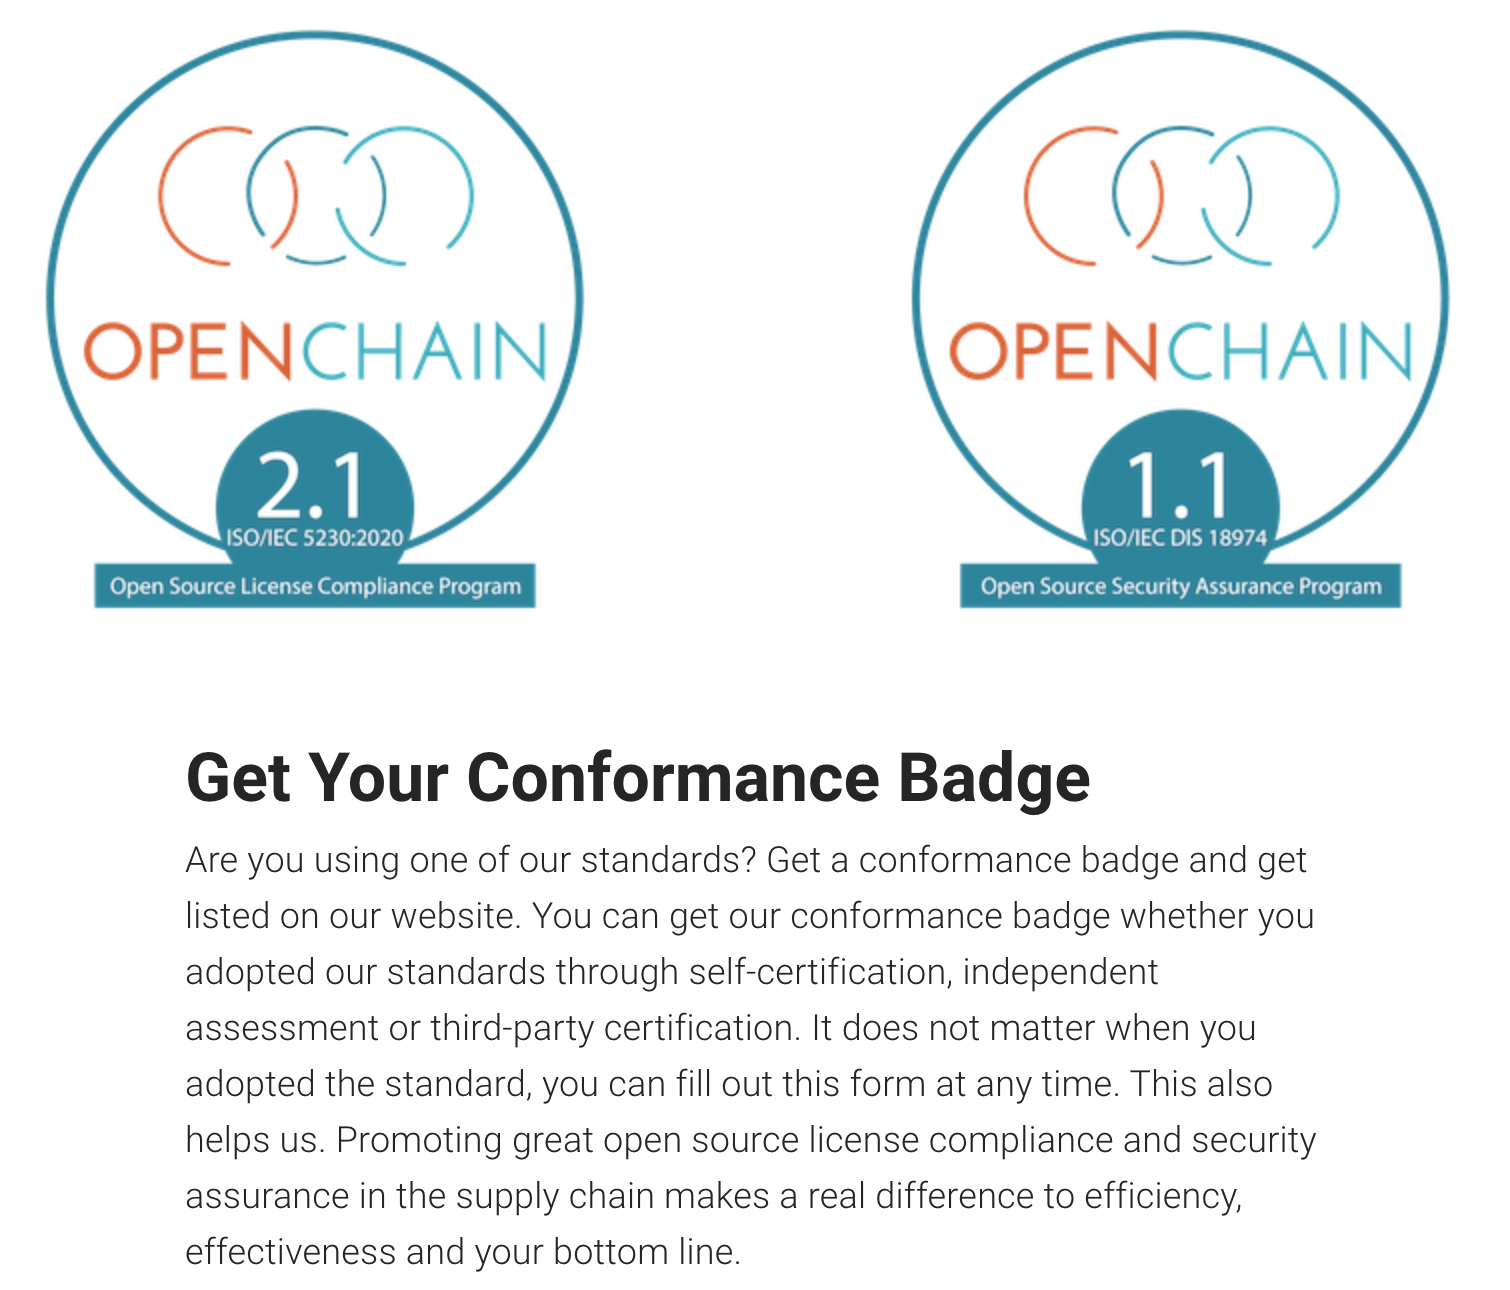 OPENCHAIN
2.1
ISO/IEC 5230:2020
Open Source License Compliance Program
OPENCHAIN
1.1
ISO/IEC DIS 18974
Open Source Security Assurance Program
Get Your Conformance Badge
Are you using one of our standards? Get a conformance badge and get
listed on our website. You can get our conformance badge whether you
adopted our standards through self-certification, independent
assessment or third-party certification. It does not matter when you
adopted the standard, you can fill out this form at any time. This also
helps us. Promoting great open source license compliance and security
assurance in the supply chain makes a real difference to efficiency,
effectiveness and your bottom line.